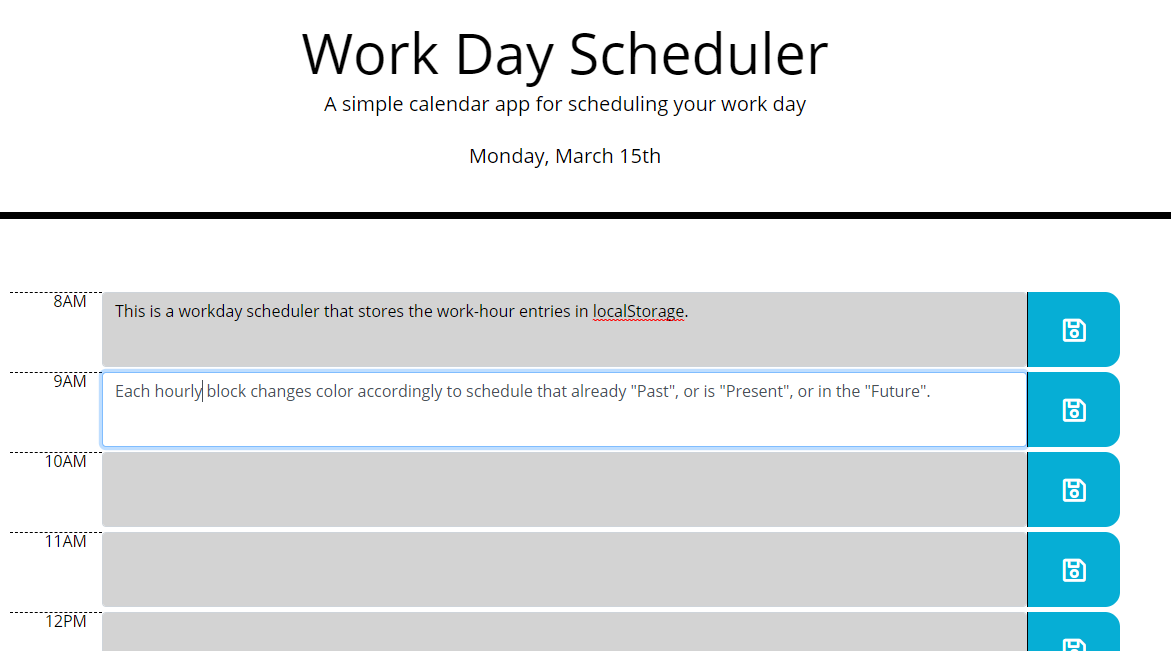 Work Day Scheduler
A simple calendar app for scheduling your work day
Monday, March 15th
8AM
This is a workday scheduler that stores the work-hour entries in localStorage.
9AM
Each hourly block changes color accordingly to schedule that already "Past", or is "Present", or in the "Future".
10AM
11AM
12PM